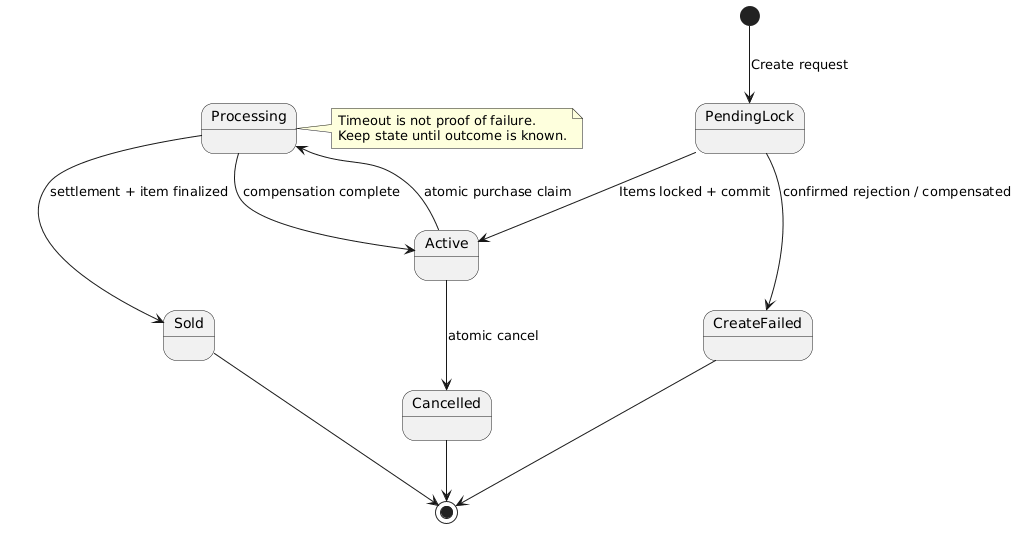 Create request
Processing
Timeout is not proof of failure.
Keep state until outcome is known.
PendingLock
settlement + item finalized
compensation complete
atomic purchase claim
Items locked + commit
confirmed rejection / compensated
Active
Sold
atomic cancel
CreateFailed
Cancelled